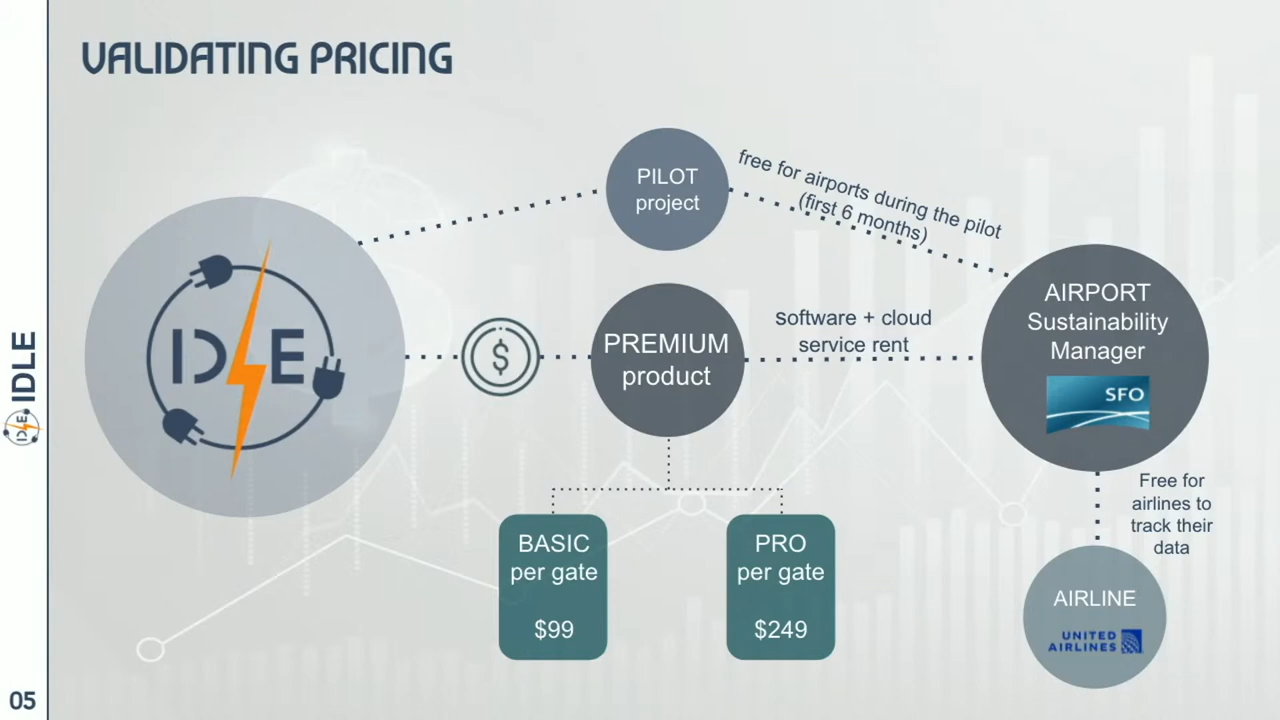 VALIDATING PRICING
PILOT
project
free for airports during the pilot
(first 6 months)
IDLE
$
PREMIUM
product
software + cloud
service rent
AIRPORT
Sustainability
Manager
SFO
Free for
airlines to
track their
data
BASIC
per gate
$99
PRO
per gate
$249
AIRLINE
UNITED
AIRLINES
IDLE
IDLE
05